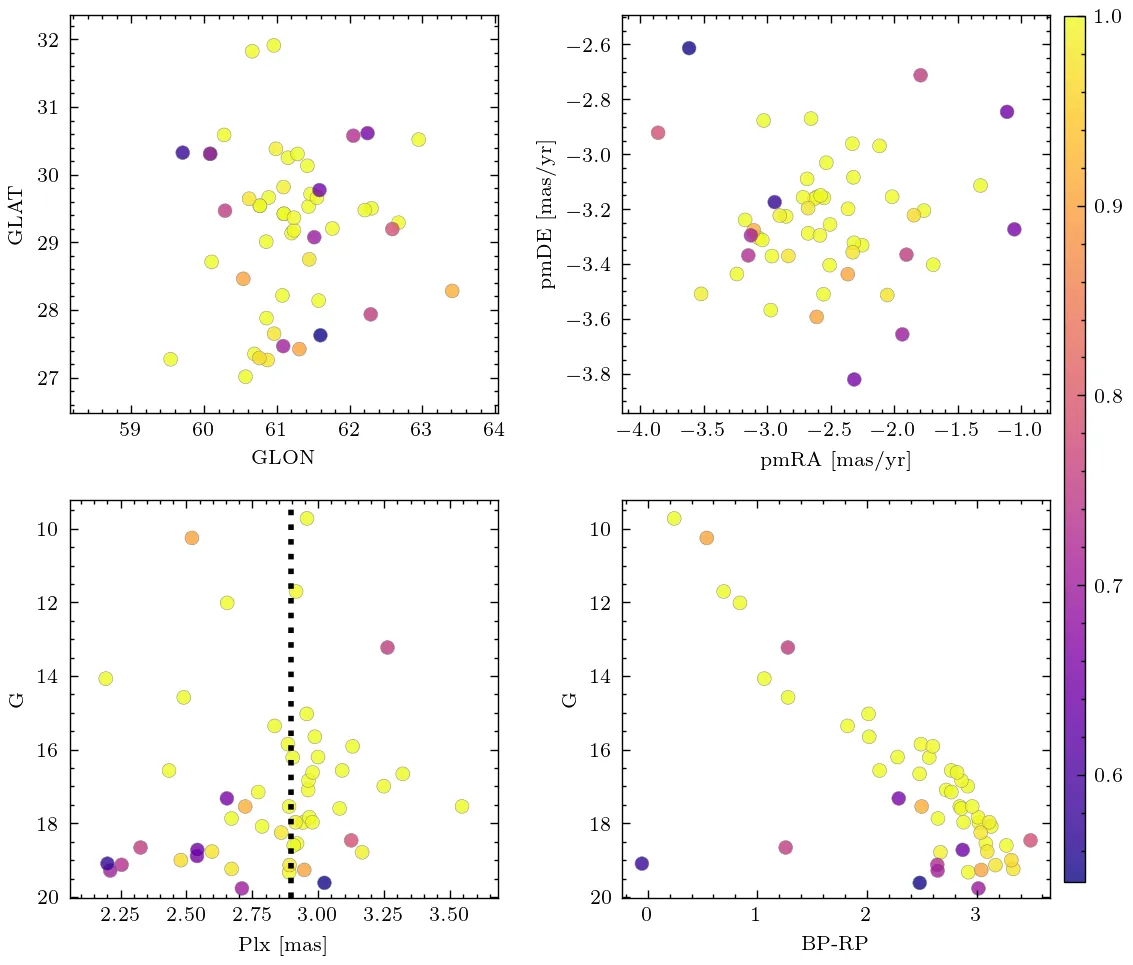 32
31
30
29
28
27
GLAT
59 60 61 62 63 64
GLON
−2.6
−2.8
−3.0
−3.2
−3.4
−3.6
−3.8
pmDE [mas/yr]
−4.0 −3.5 −3.0 −2.5 −2.0 −1.5 −1.0
pmRA [mas/yr]
1.0
0.9
0.8
0.7
0.6
10
12
14
16
18
20
G
2.25 2.50 2.75 3.00 3.25 3.50
Plx [mas]
10
12
14
16
18
20
G
0 1 2 3
BP-RP